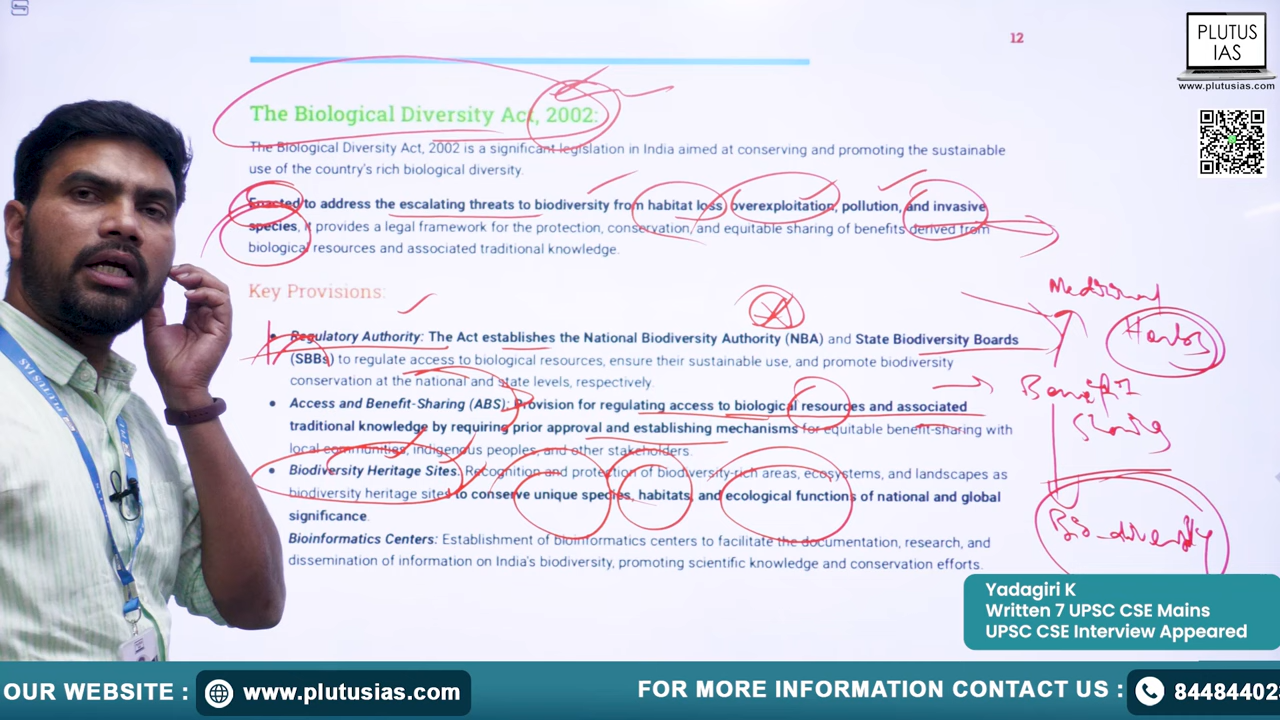 12
PLUTUS
IAS
www.plutusias.com
The Biological Diversity Act, 2002:
The Biological Diversity Act, 2002 is a significant legislation in India aimed at conserving and promoting the sustainable
use of the country's rich biological diversity.
Enacted to address the escalating threats to biodiversity from habitat loss, overexploitation, pollution, and invasive
species, it provides a legal framework for the protection, conservation, and equitable sharing of benefits derived from
biological resources and associated traditional knowledge.
Key Provisions:
• Regulatory Authority: The Act establishes the National Biodiversity Authority (NBA) and State Biodiversity Boards
(SBBs) to regulate access to biological resources, ensure their sustainable use, and promote biodiversity
conservation at the national and state levels, respectively.
• Access and Benefit-Sharing (ABS): Provision for regulating access to biological resources and associated
traditional knowledge by requiring prior approval and establishing mechanisms for equitable benefit-sharing with
local communities, indigenous peoples, and other stakeholders.
• Biodiversity Heritage Sites: Recognition and protection of biodiversity-rich areas, ecosystems, and landscapes as
biodiversity heritage sites to conserve unique species, habitats, and ecological functions of national and global
significance.
Bioinformatics Centers: Establishment of bioinformatics centers to facilitate the documentation, research, and
dissemination of information on India's biodiversity, promoting scientific knowledge and conservation efforts.
Medicinal
Herbs
Benefit
Sharing
Bio-diversity
Yadagiri K
Written 7 UPSC CSE Mains
UPSC CSE Interview Appeared
OUR WEBSITE : www.plutusias.com
FOR MORE INFORMATION CONTACT US : 844844023